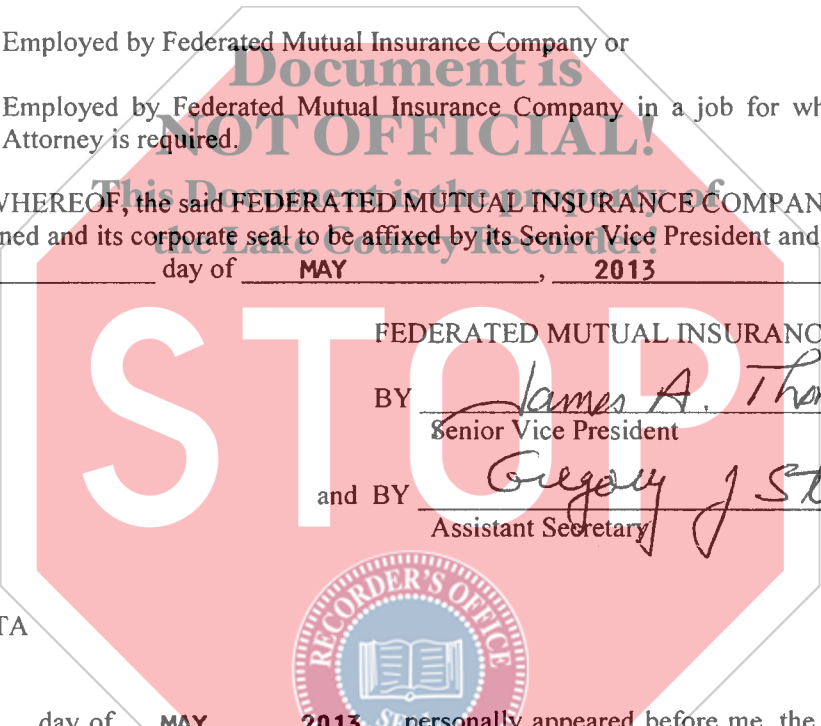 Employed by Federated Mutual Insurance Company or
Document is
Employed by Federated Mutual Insurance Company in a job for wh
NOT OFFICIAL!
Attorney is required.
This Document is the property of
WHEREOF, the said FEDERATED MUTUAL INSURANCE COMPAN
the Lake County Recorder!
ned and its corporate seal to be affixed by its Senior Vice President and
day of MAY , 2013
STOP
FEDERATED MUTUAL INSURANC
BY James A. Tho
Senior Vice President
and BY Gregory J St
Assistant Secretary
RECORDER'S OFFICE
TA
SEAL
day of MAY 2013 personally appeared before me, the